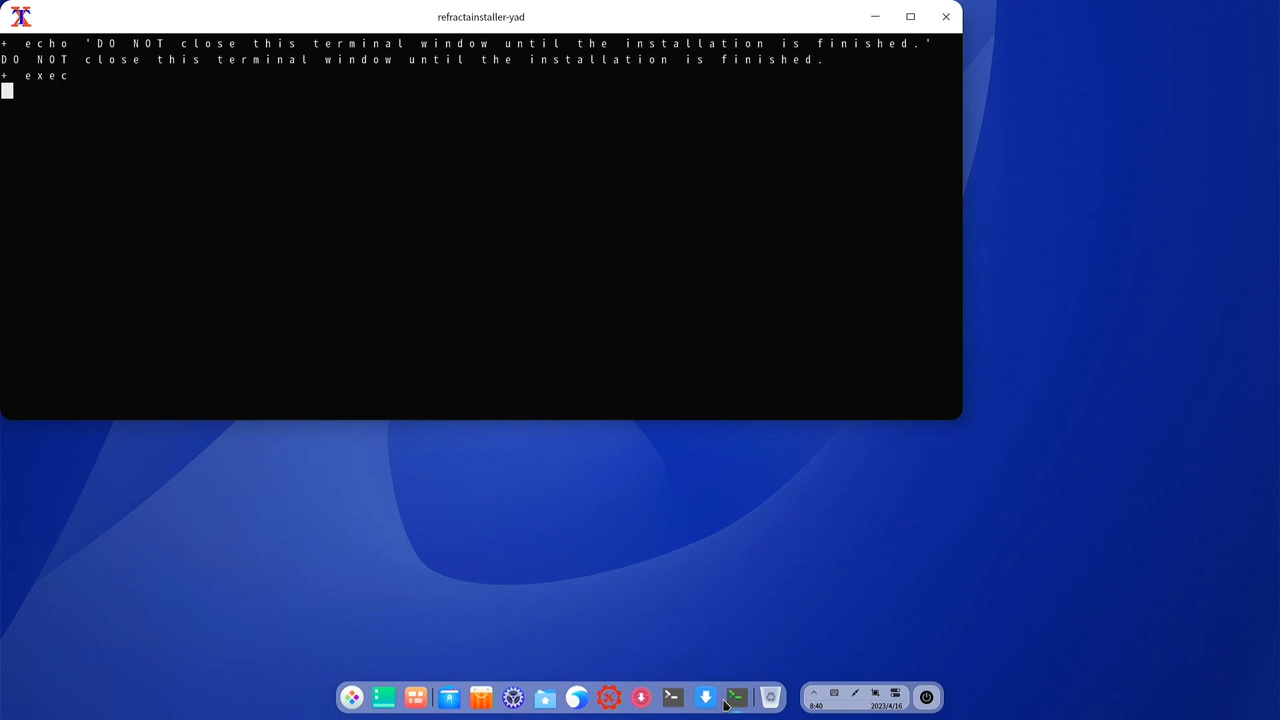 refractainstaller-yad
+ echo 'DO NOT close this terminal window until the installation is finished.'
DO NOT close this terminal window until the installation is finished.
+ exec
8:40
2023/4/16